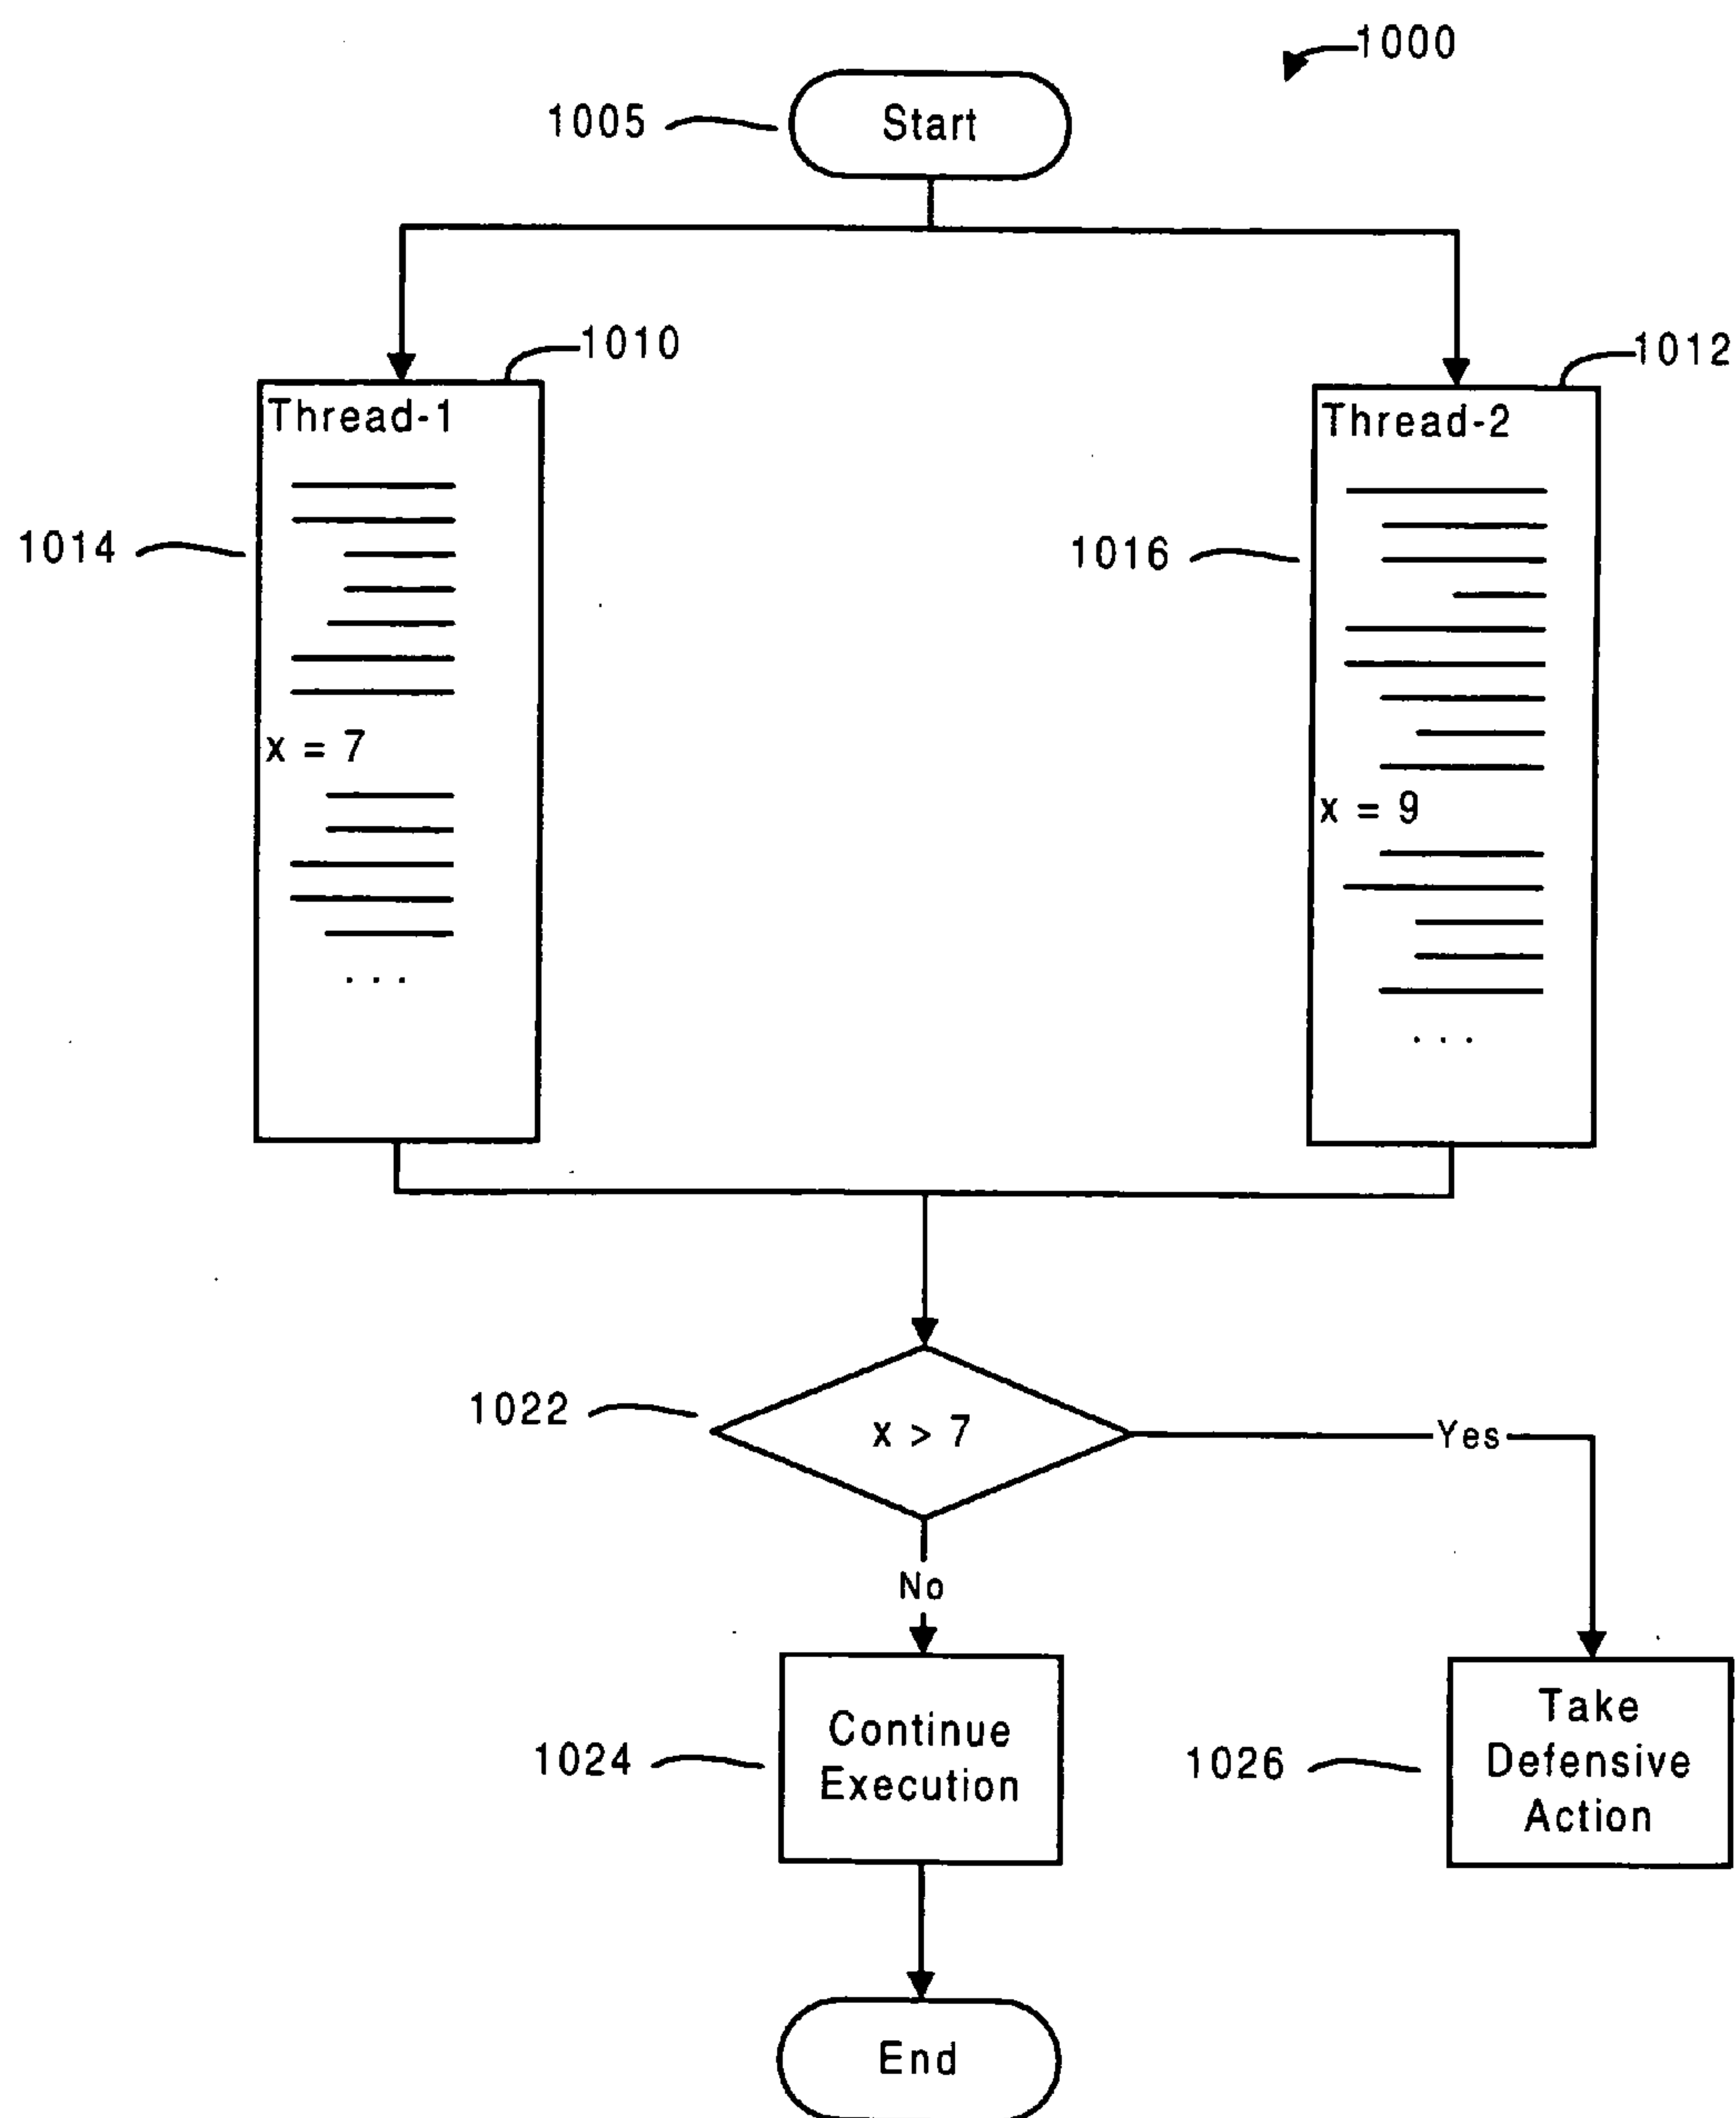 1000
1005
Start
1010
1012
Thread-1
Thread-2
1014
1016
x = 7
x = 9
. . .
. . .
1022
x > 7
Yes
No
1024
Continue
Execution
1026
Take
Defensive
Action
End